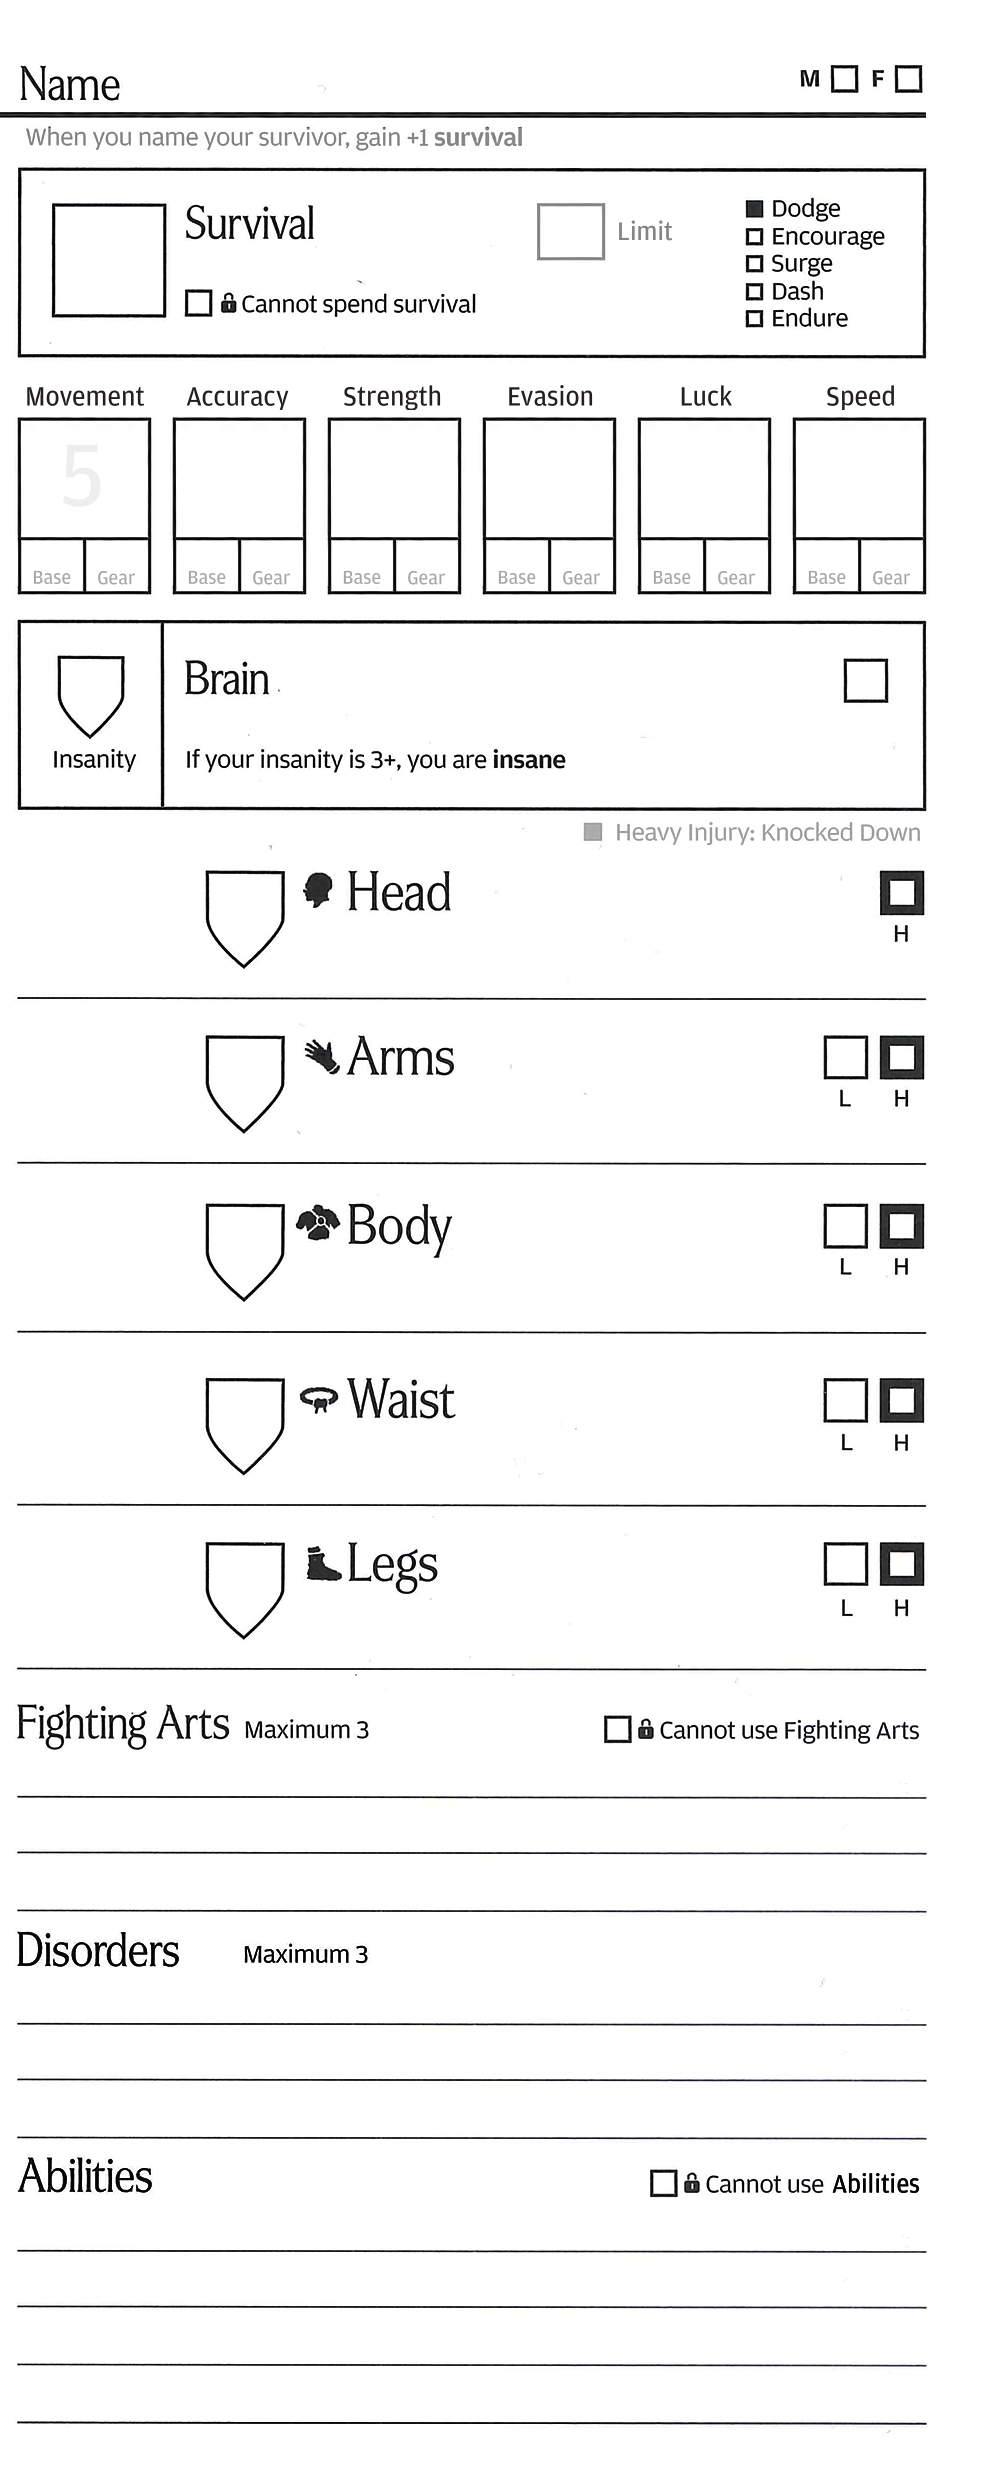 Name M F
When you name your survivor, gain +1 survival
Survival Limit
Cannot spend survival
Dodge
Encourage
Surge
Dash
Endure
Movement Accuracy Strength Evasion Luck Speed
5
Base Gear Base Gear Base Gear Base Gear Base Gear Base Gear
Brain
Insanity If your insanity is 3+, you are insane
Heavy Injury: Knocked Down
Head
H
Arms
L H
Body
L H
Waist
L H
Legs
L H
Fighting Arts Maximum 3 Cannot use Fighting Arts
Disorders Maximum 3
Abilities Cannot use Abilities